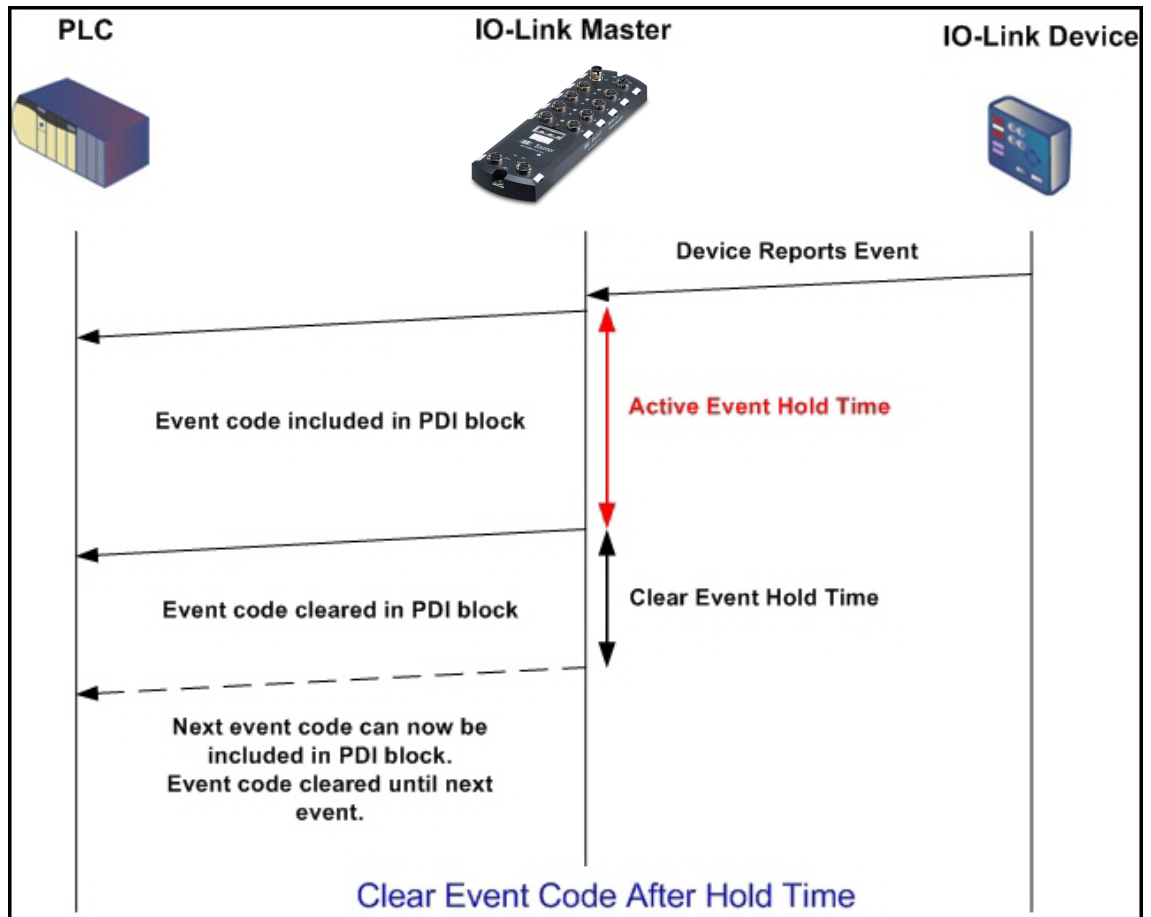 PLC
IO-Link Master
IO-Link Device
Baumer
Device Reports Event
Event code included in PDI block
Active Event Hold Time
Event code cleared in PDI block
Clear Event Hold Time
Next event code can now be
included in PDI block.
Event code cleared until next
event.
Clear Event Code After Hold Time